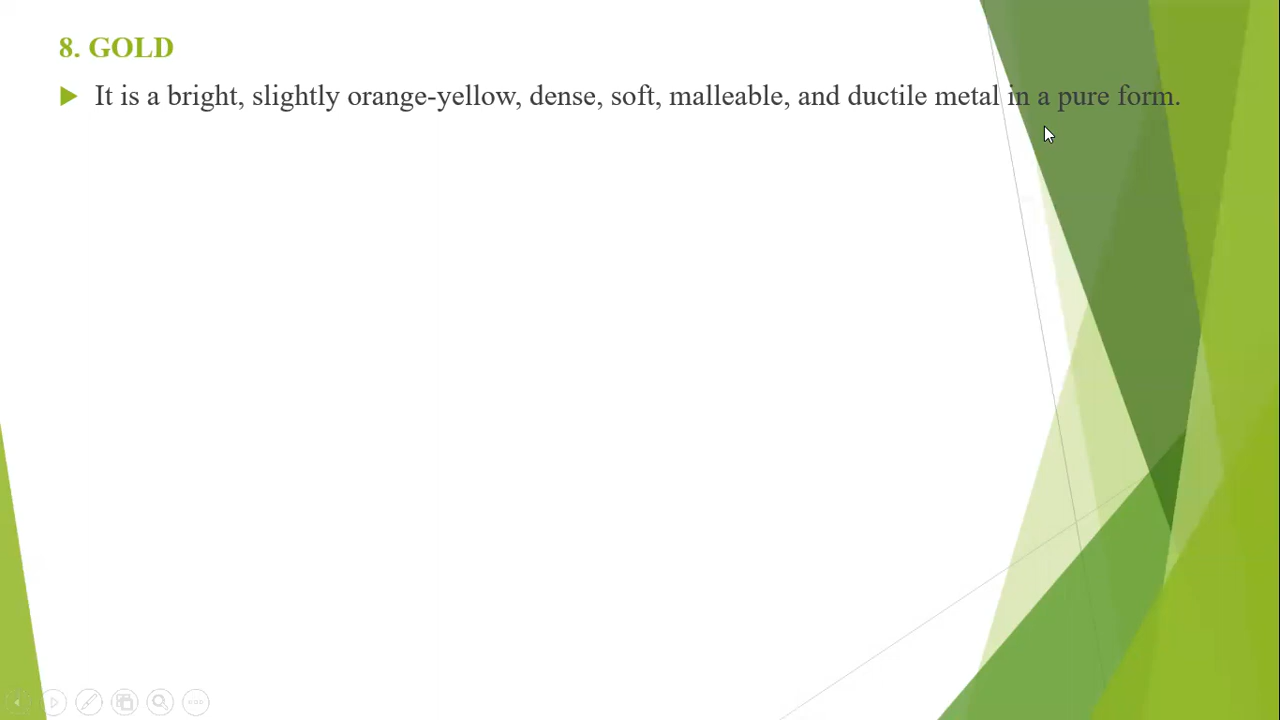 8. GOLD
It is a bright, slightly orange-yellow, dense, soft, malleable, and ductile metal in a pure form.